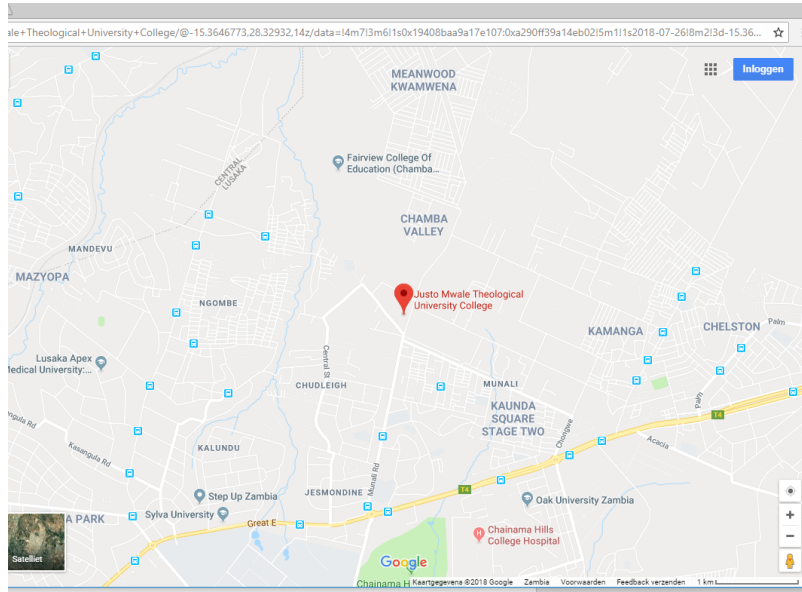 ale+Theological+University+College/@-15.3646773,28.32932,14z/data=!4m7!3m6!1s0x19408baa9a17e107:0xa290ff39a14eb02!5m1!1s2018-07-26!8m2!3d-15.36...
Inloggen
MEANWOOD
KWAMWENA
Fairview College Of
Education (Chamba...
CENTRAL
LUSAKA
CHAMBA
VALLEY
MANDEVU
MAZYOPA
NGOMBE
Justo Mwale Theological
University College
KAMANGA
CHELSTON
Palm
Lusaka Apex
Medical University:...
Central St
CHUDLEIGH
MUNALI
KAUNDA
SQUARE
STAGE TWO
Palm
T4
Chongwe
Acacia
Kasangula Rd
KALUNDU
Munali Rd
JESMONDINE
T4
Step Up Zambia
Oak University Zambia
Sylva University
A PARK
Great E
Chainama Hills
College Hospital
Satelliet
Google
Chainama H
Kaartgegevens ©2018 Google Zambia Voorwaarden Feedback verzenden 1 km